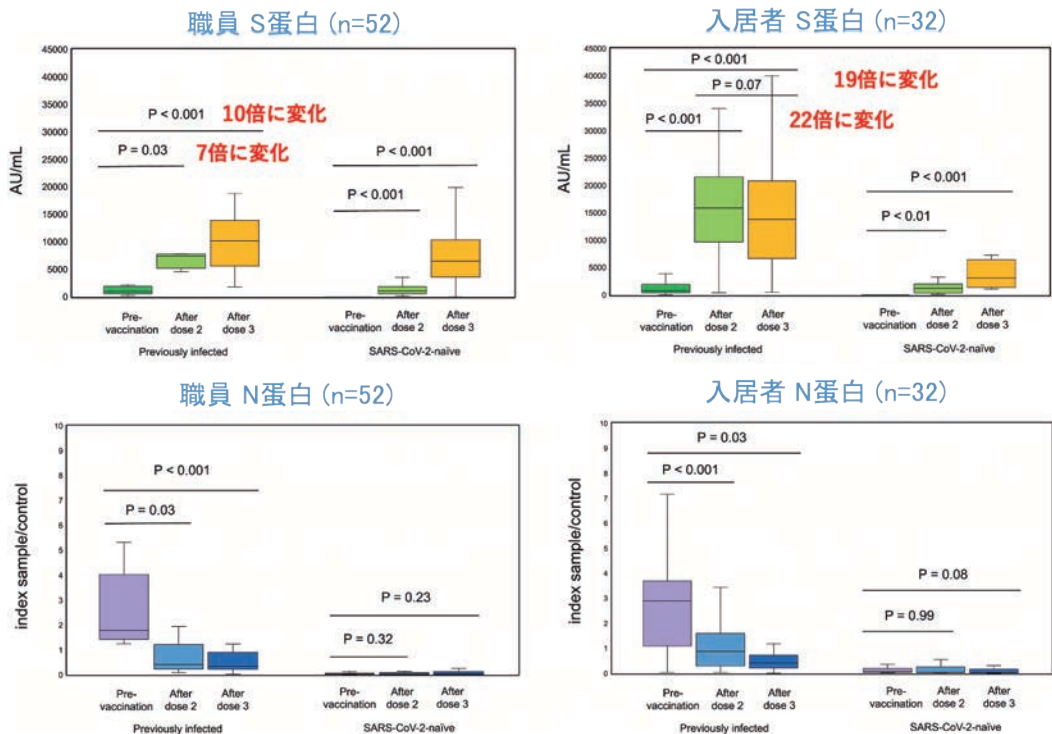 職員 S蛋白 (n=52)
45000
40000
35000
30000
25000
20000
15000
10000
5000
0
AU/mL
P < 0.001
10倍に変化
P = 0.03
7倍に変化
P < 0.001
P < 0.001
Pre-
vaccination
After
dose 2
After
dose 3
Pre-
vaccination
After
dose 2
After
dose 3
Previously infected
SARS-CoV-2-naïve
入居者 S蛋白 (n=32)
45000
40000
35000
30000
25000
20000
15000
10000
5000
0
AU/mL
P < 0.001
P = 0.07
19倍に変化
P < 0.001
22倍に変化
P < 0.001
P < 0.01
Pre-
vaccination
After
dose 2
After
dose 3
Pre-
vaccination
After
dose 2
After
dose 3
Previously infected
SARS-CoV-2-naïve
職員 N蛋白 (n=52)
10
9
8
7
6
5
4
3
2
1
0
index sample/control
P < 0.001
P = 0.03
P = 0.23
P = 0.32
Pre-
vaccination
After
dose 2
After
dose 3
Pre-
vaccination
After
dose 2
After
dose 3
Previously infected
SARS-CoV-2-naïve
入居者 N蛋白 (n=32)
10
9
8
7
6
5
4
3
2
1
0
index sample/control
P = 0.03
P < 0.001
P = 0.08
P = 0.99
Pre-
vaccination
After
dose 2
After
dose 3
Pre-
vaccination
After
dose 2
After
dose 3
Previously infected
SARS-CoV-2-naïve